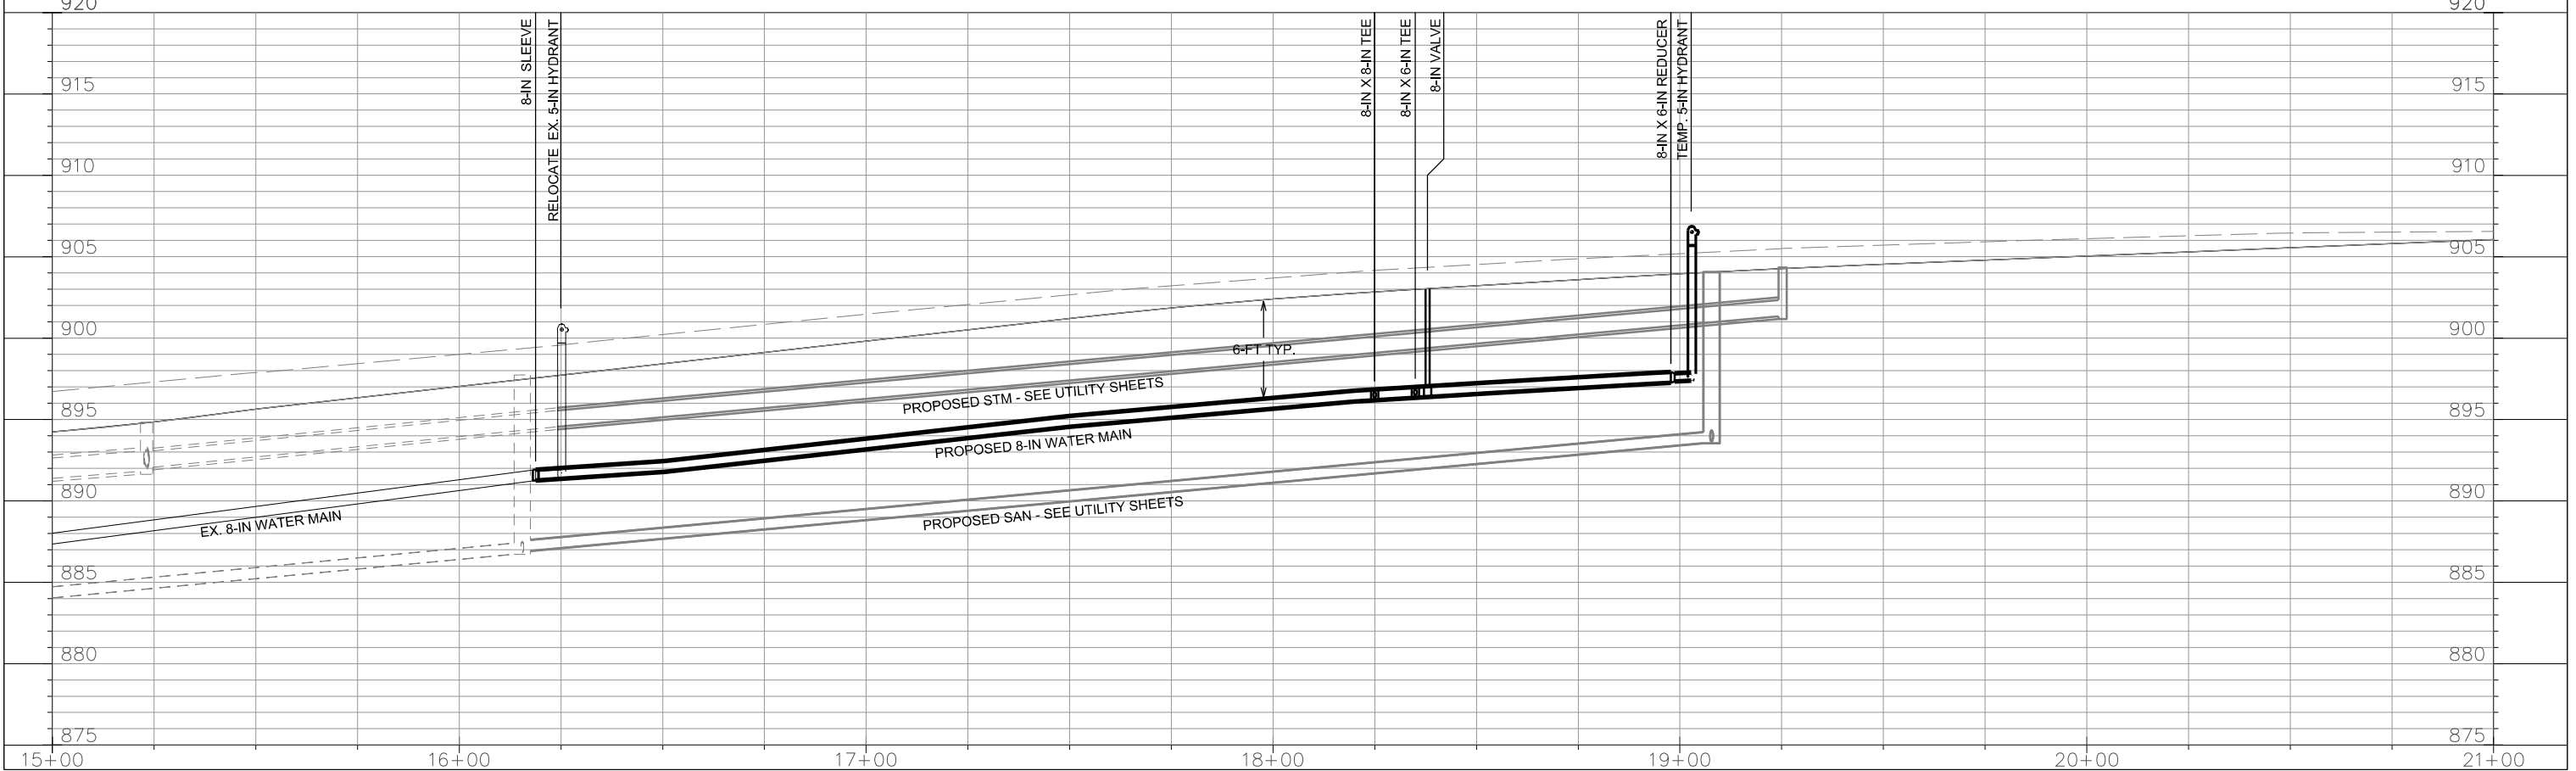 920
920
8-IN SLEEVE
RELOCATE EX. 5-IN HYDRANT
8-IN X 8-IN TEE
8-IN X 6-IN TEE
8-IN VALVE
8-IN X 6-IN REDUCER
TEMP. 5-IN HYDRANT
915
915
910
910
905
905
900
900
6-FT TYP.
895
895
PROPOSED STM - SEE UTILITY SHEETS
PROPOSED 8-IN WATER MAIN
890
890
EX. 8-IN WATER MAIN
PROPOSED SAN - SEE UTILITY SHEETS
885
885
880
880
875
875
15+00
16+00
17+00
18+00
19+00
20+00
21+00